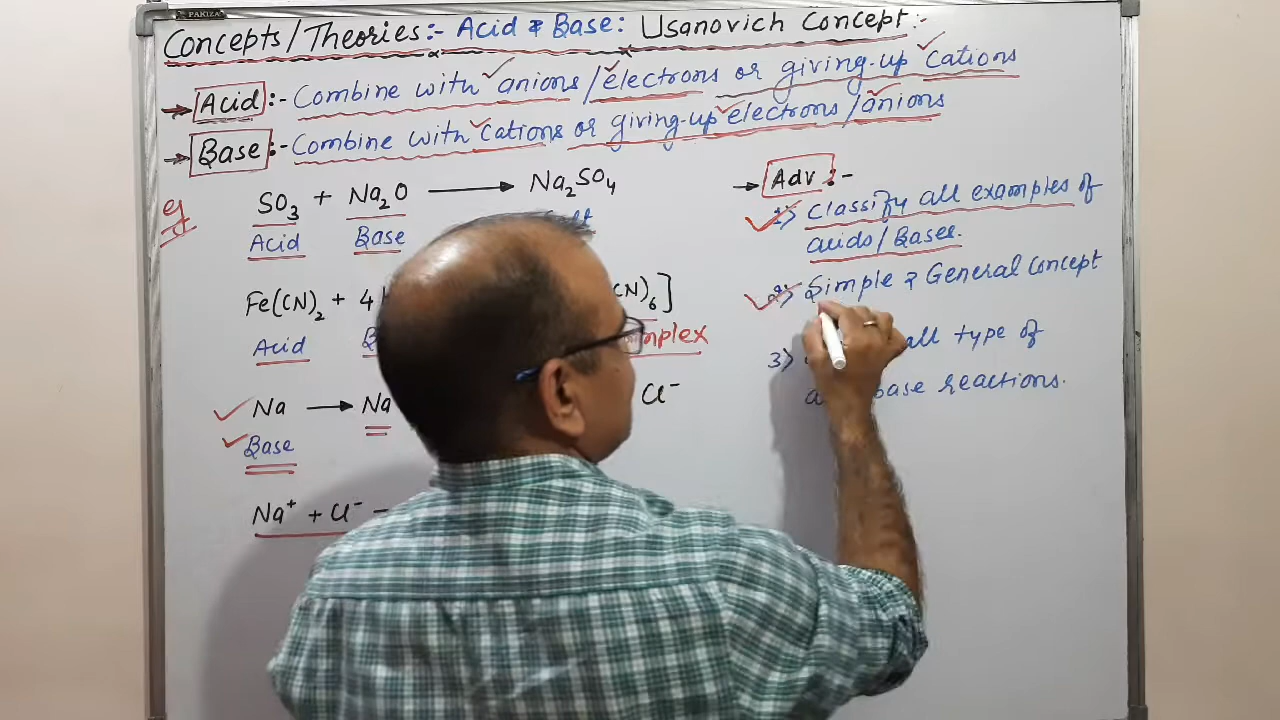 PAKIZA
Concepts/Theories:- Acid & Base: Usanovich Concept:-
→ Acid:- Combine with anions/electrons or giving-up cations
→ Base:- Combine with cations or giving-up electrons/anions
eg
SO3 + Na2O → Na2SO4
Acid Base
Fe(CN)2 + 4 CN)6]
Acid
Na → Na Cl-
Base
Na+ + Cl- -
→ Adv:-
1) Classify all examples of
acids/Bases.
2) Simple & General Concept
3) all type of
base reactions.